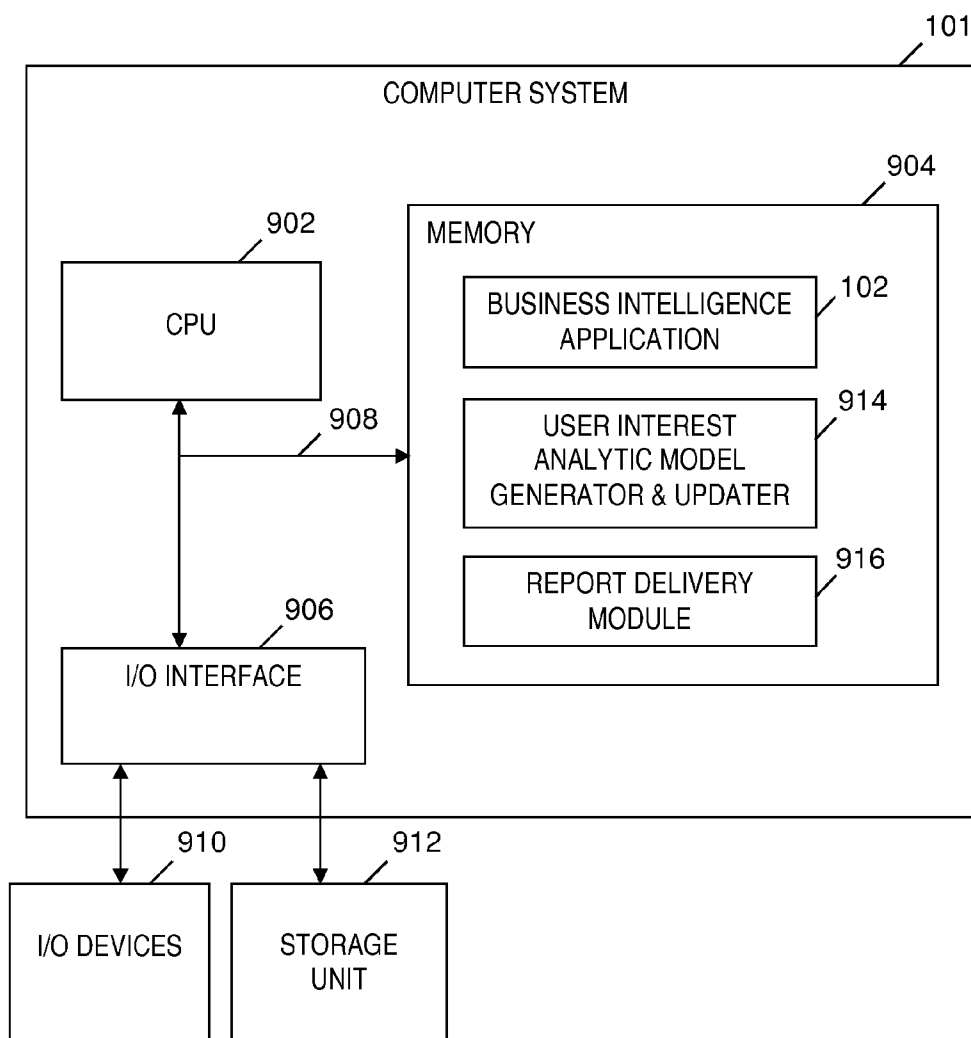 101
COMPUTER SYSTEM
904
902
MEMORY
CPU
BUSINESS INTELLIGENCE
APPLICATION
102
908
USER INTEREST
ANALYTIC MODEL
GENERATOR & UPDATER
914
REPORT DELIVERY
MODULE
916
906
I/O INTERFACE
910
912
I/O DEVICES
STORAGE
UNIT